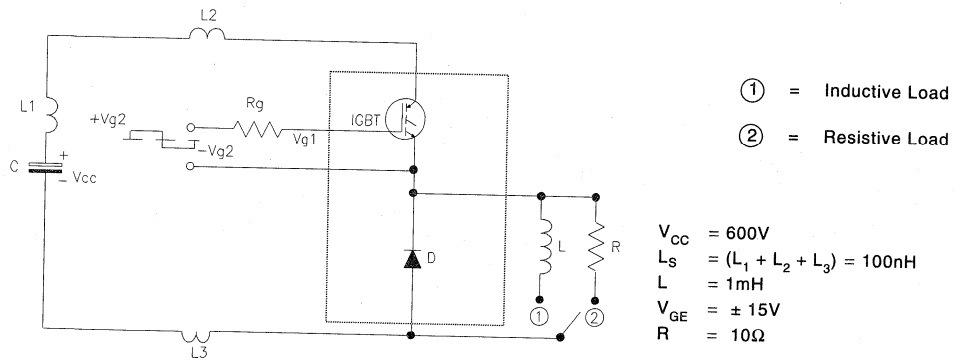 L2
L1
+Vg2
Rg
IGBT
Vg1
-Vg2
+
C
- Vcc
D
L
R
1
2
L3
① = Inductive Load
② = Resistive Load
V_CC = 600V
L_S = (L_1 + L_2 + L_3) = 100nH
L = 1mH
V_GE = ± 15V
R = 10Ω